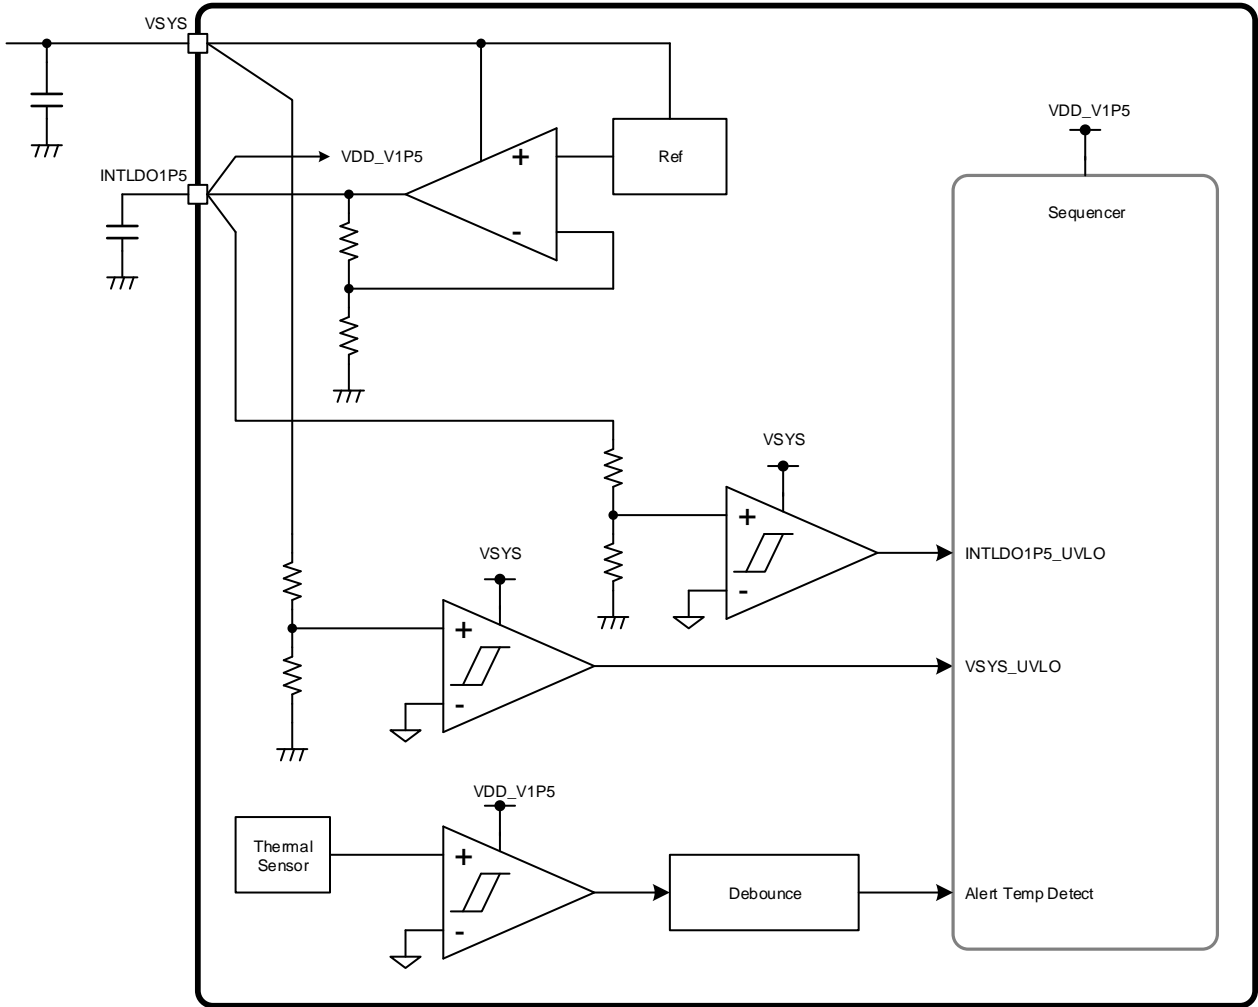 VSYS
VDD_V1P5
VDD_V1P5
INTLDO1P5
+
Ref
-
Sequencer
VSYS
+
-
INTLDO1P5_UVLO
VSYS
+
-
VSYS_UVLO
VDD_V1P5
Thermal
Sensor
+
-
Debounce
Alert Temp Detect